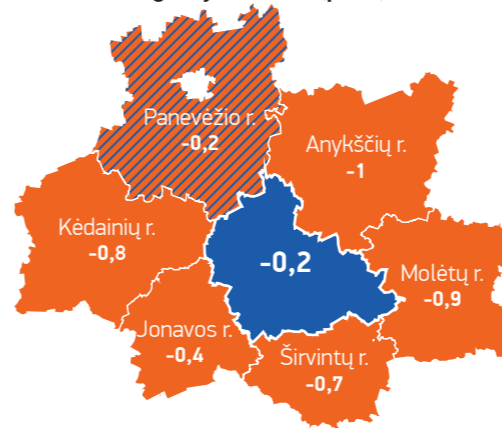 Panevėžio r.
-0,2
Anykščių r.
-1
Kėdainių r.
-0,8
-0,2
Molėtų r.
-0,9
Jonavos r.
-0,4
Širvintų r.
-0,7